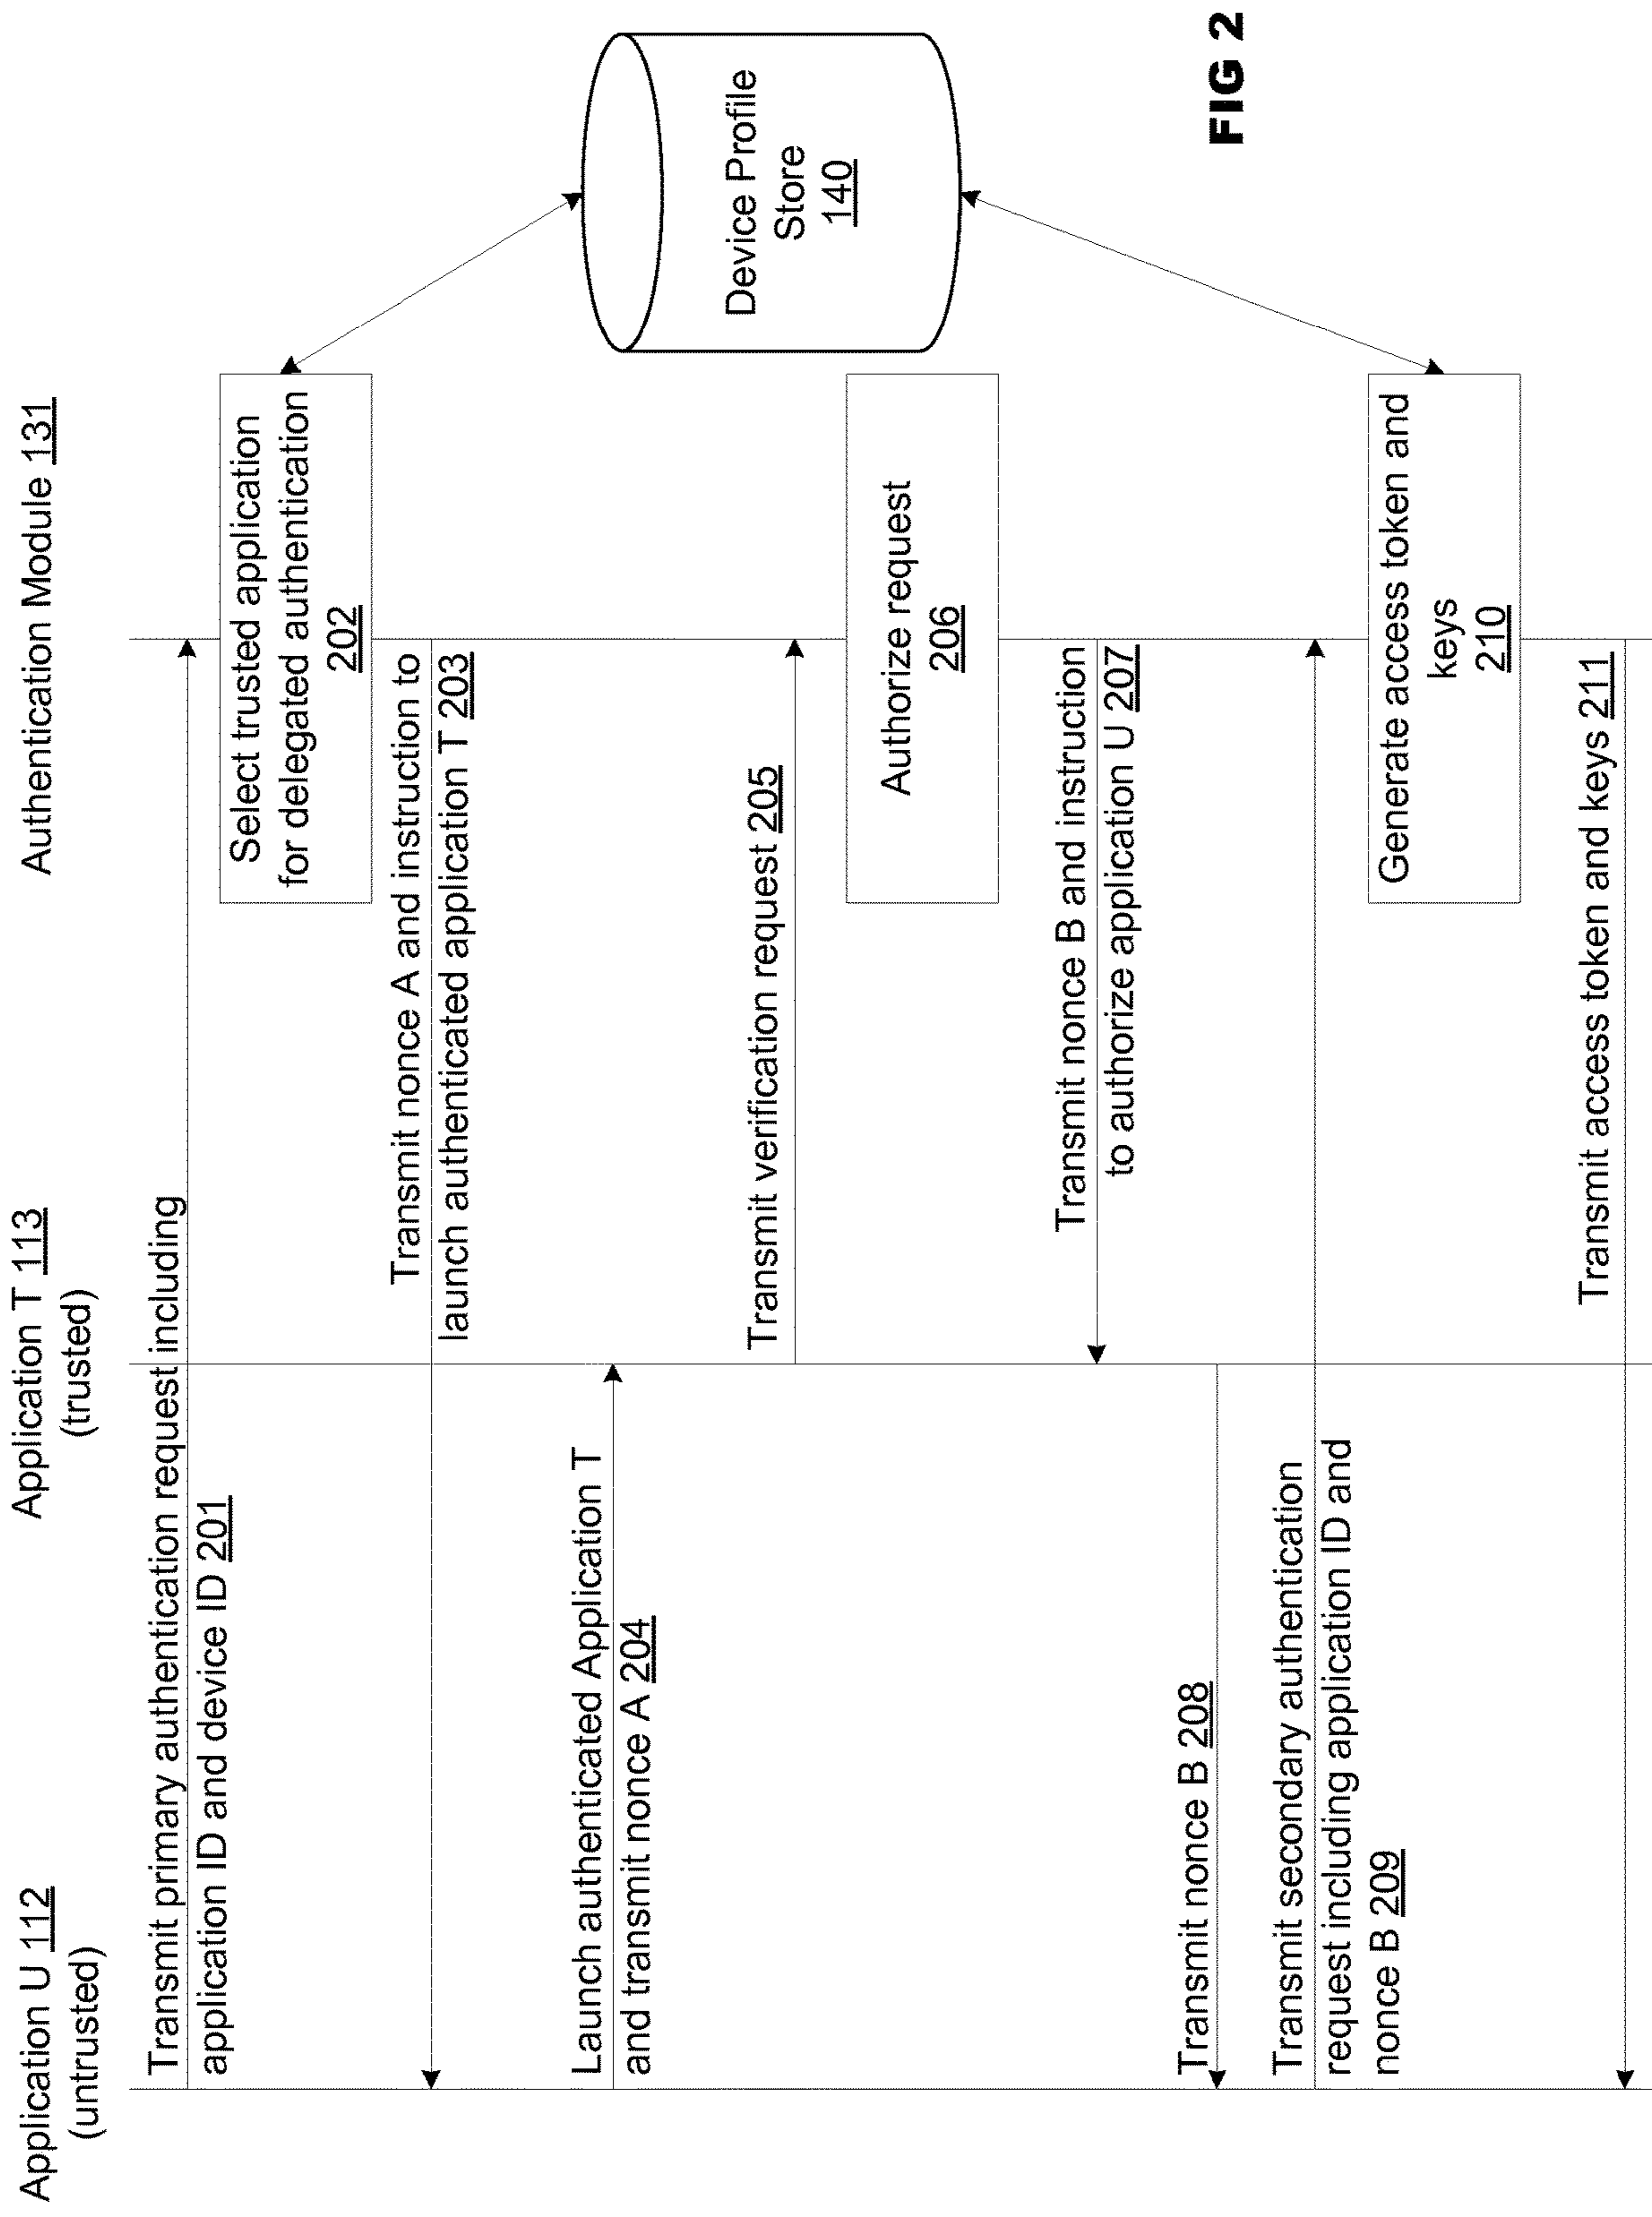 Application U 112
(untrusted)
Application T 113
(trusted)
Authentication Module 131
Transmit primary authentication request including
application ID and device ID 201
Select trusted application
for delegated authentication
202
Transmit nonce A and instruction to
launch authenticated application T 203
Launch authenticated Application T
and transmit nonce A 204
Device Profile
Store
140
Transmit verification request 205
Authorize request
206
Transmit nonce B and instruction
to authorize application U 207
Transmit nonce B 208
Transmit secondary authentication
request including application ID and
nonce B 209
Generate access token and
keys
210
Transmit access token and keys 211
FIG 2